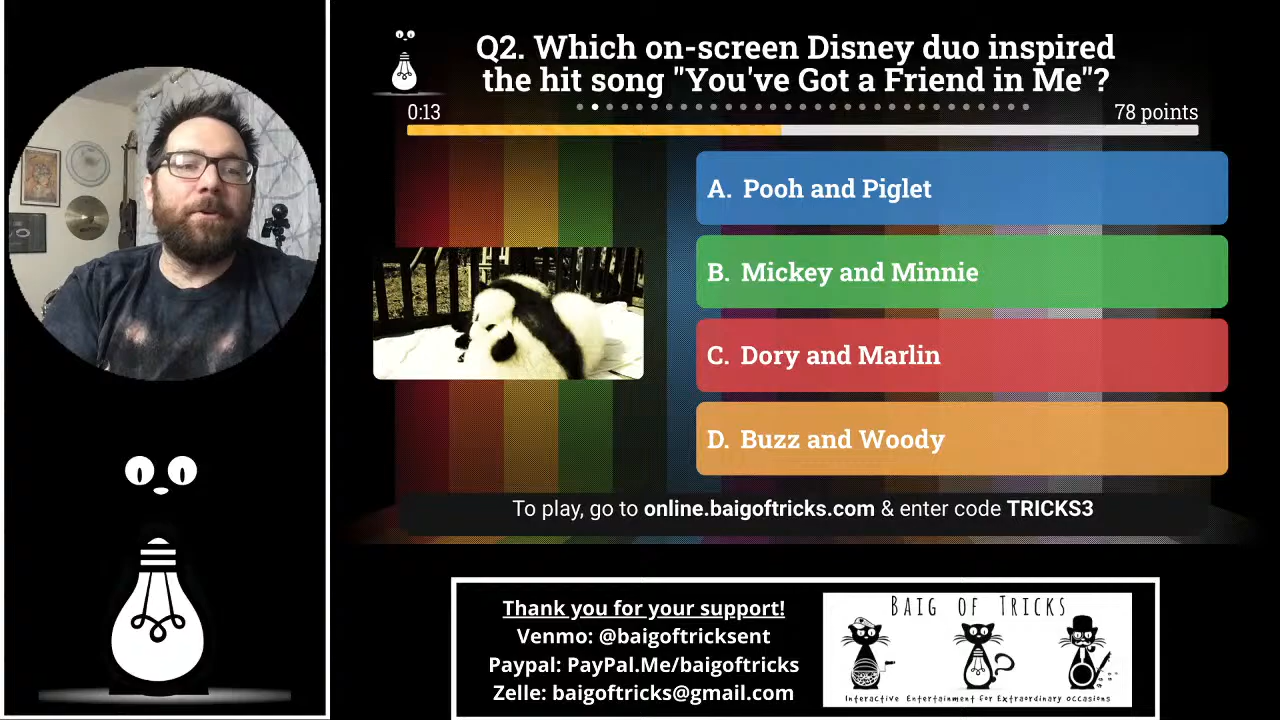 Q2. Which on-screen Disney duo inspired
the hit song "You've Got a Friend in Me"?
0:13
78 points
A. Pooh and Piglet
B. Mickey and Minnie
C. Dory and Marlin
D. Buzz and Woody
To play, go to online.baigoftricks.com & enter code TRICKS3
Thank you for your support!
Venmo: @baigoftricksent
Paypal: PayPal.Me/baigoftricks
Zelle: baigoftricks@gmail.com
BAIG OF TRICKS
Interactive Entertainment for Extraordinary occasions